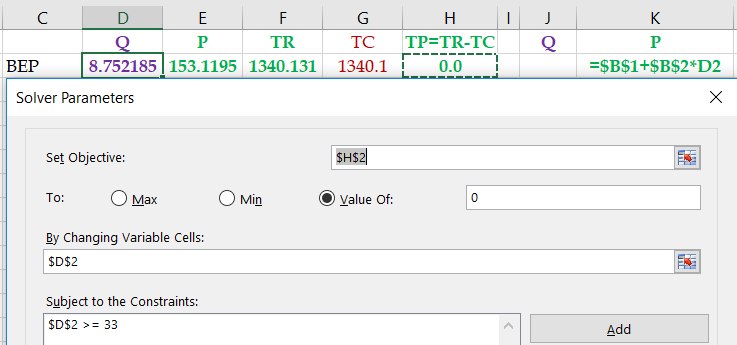 C D E F G H I J K
Q P TR TC TP=TR-TC Q P
BEP 8.752185 153.1195 1340.131 1340.1 0.0 =$B$1+$B$2*D2
Solver Parameters
Set Objective: $H$2
To: Max Min Value Of: 0
By Changing Variable Cells:
$D$2
Subject to the Constraints:
$D$2 >= 33
Add